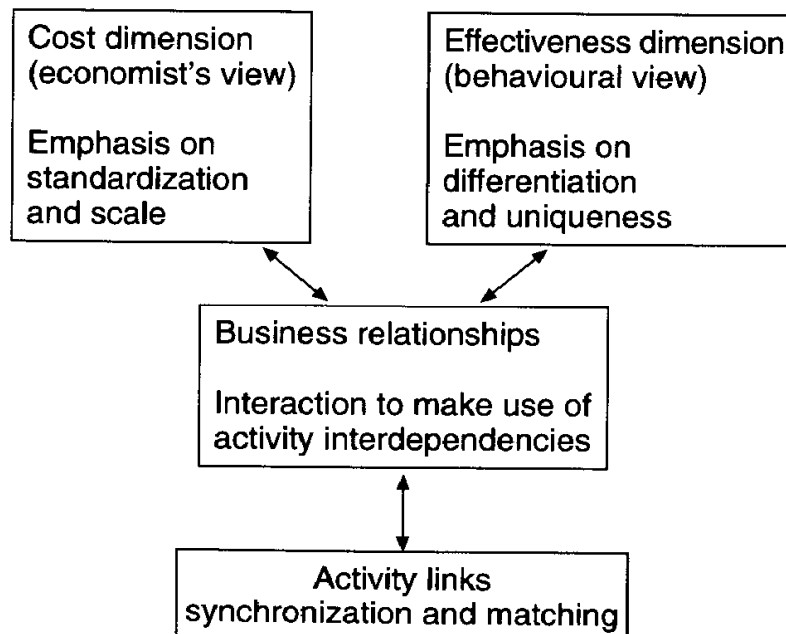 Cost dimension
(economist's view)
Emphasis on
standardization
and scale
Effectiveness dimension
(behavioural view)
Emphasis on
differentiation
and uniqueness
Business relationships
Interaction to make use of
activity interdependencies
Activity links
synchronization and matching